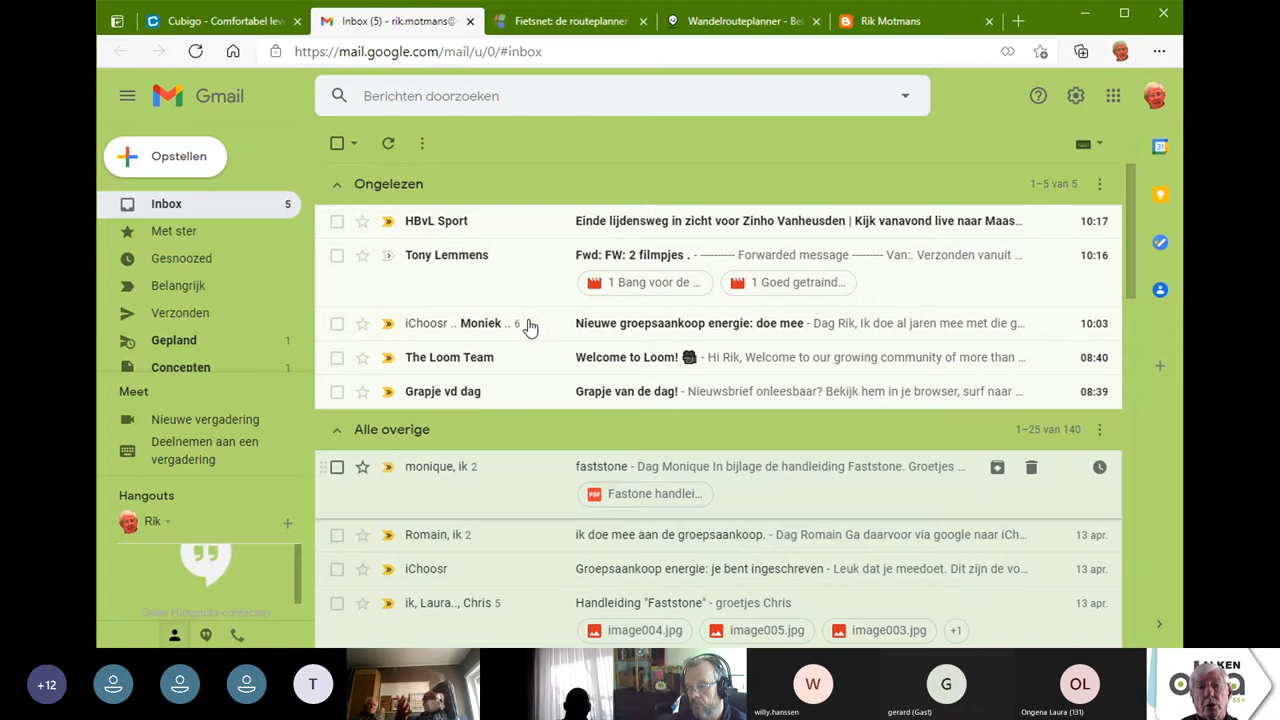 Cubigo - Comfortabel lev
Inbox (5) - rik.motmans@
Fietsnet: de routeplanner
Wandelrouteplanner - Bel
Rik Motmans
https://mail.google.com/mail/u/0/#inbox
Gmail
Berichten doorzoeken
Opstellen
Inbox 5
Met ster
Gesnoozed
Belangrijk
Verzonden
Gepland 1
Concepten 1
Meet
Nieuwe vergadering
Deelnemen aan een
vergadering
Hangouts
Rik
Geen Hangouts-contacten
Ongelezen 1–5 van 5
HBvL Sport Einde lijdensweg in zicht voor Zinho Vanheusden | Kijk vanavond live naar Maas… 10:17
Tony Lemmens Fwd: FW: 2 filmpjes . - ---------- Forwarded message --------- Van:. Verzonden vanuit … 10:16
1 Bang voor de … 1 Goed getraind…
iChoosr .. Moniek .. 6 Nieuwe groepsaankoop energie: doe mee - Dag Rik, Ik doe al jaren mee met die g… 10:03
The Loom Team Welcome to Loom! - Hi Rik, Welcome to our growing community of more than … 08:40
Grapje vd dag Grapje van de dag! - Nieuwsbrief onleesbaar? Bekijk hem in je browser, surf naar … 08:39
Alle overige 1–25 van 140
monique, ik 2 faststone - Dag Monique In bijlage de handleiding Faststone. Groetjes …
PDF Fastone handlei…
Romain, ik 2 ik doe mee aan de groepsaankoop. - Dag Romain Ga daarvoor via google naar iCh… 13 apr.
iChoosr Groepsaankoop energie: je bent ingeschreven - Leuk dat je meedoet. Dit zijn de vo… 13 apr.
ik, Laura.., Chris 5 Handleiding "Faststone" - groetjes Chris 13 apr.
image004.jpg image005.jpg image003.jpg +1
31
+12
T
W
willy.hanssen
G
gerard (Gast)
OL
Ongena Laura (131)
55+